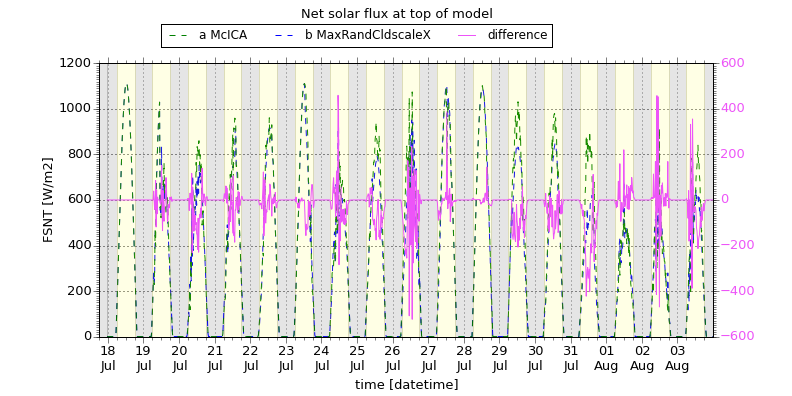 Net solar flux at top of model
a McICA b MaxRandCldscaleX difference
1200
1000
800
600
400
200
0
FSNT [W/m2]
600
400
200
0
−200
−400
−600
18 19 20 21 22 23 24 25 26 27 28 29 30 31 01 02 03
Jul Jul Jul Jul Jul Jul Jul Jul Jul Jul Jul Jul Jul Jul Aug Aug Aug
time [datetime]